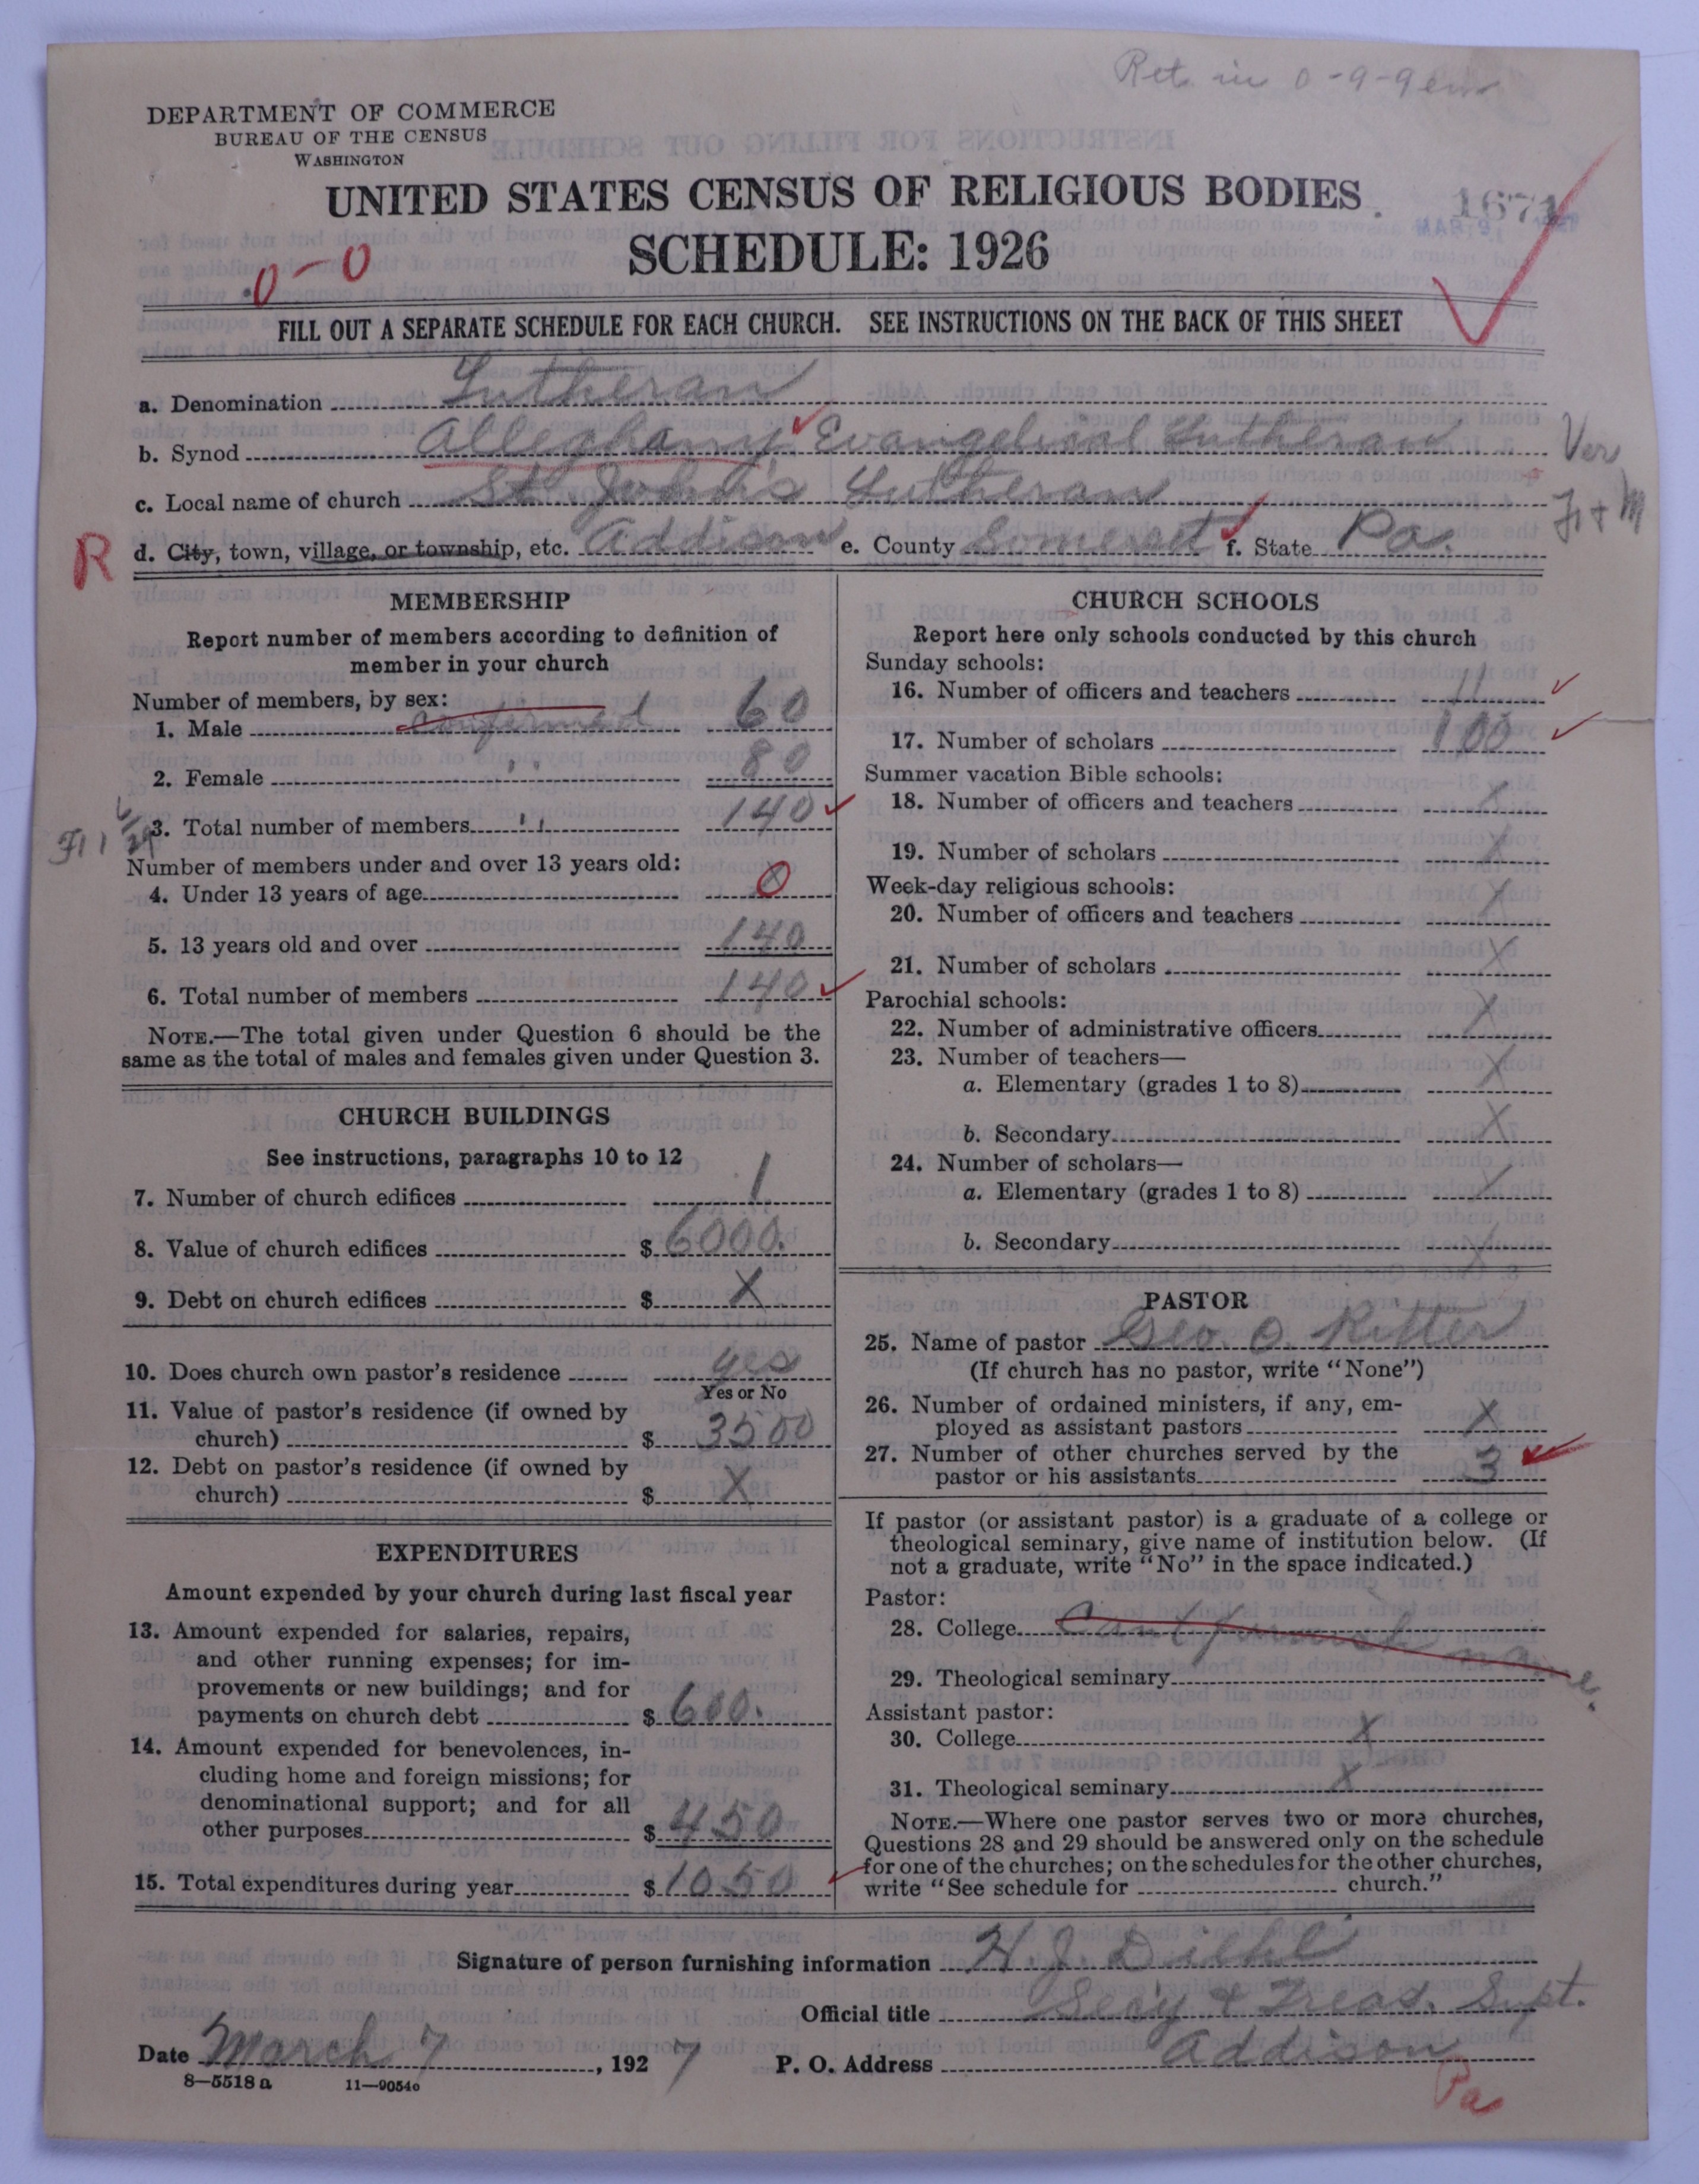 Ret. in 0-9-9
DEPARTMENT OF COMMERCE
BUREAU OF THE CENSUS
WASHINGTON
UNITED STATES CENSUS OF RELIGIOUS BODIES
1671
MAR 9
SCHEDULE: 1926
0-0
FILL OUT A SEPARATE SCHEDULE FOR EACH CHURCH. SEE INSTRUCTIONS ON THE BACK OF THIS SHEET
a. Denomination Lutheran
b. Synod Alleghany Evangelical Lutheran Ver
c. Local name of church St. John's Lutheran
R d. City, town, village, or township, etc. Addison e. County Somerset f. State Pa.
MEMBERSHIP
Report number of members according to definition of
member in your church
Number of members, by sex:
1. Male confirmed 60
2. Female " 80
3. Total number of members " 140
Number of members under and over 13 years old:
4. Under 13 years of age 0
5. 13 years old and over 140
6. Total number of members 140
NOTE.—The total given under Question 6 should be the
same as the total of males and females given under Question 3.
CHURCH BUILDINGS
See instructions, paragraphs 10 to 12
7. Number of church edifices 1
8. Value of church edifices $ 6000.
9. Debt on church edifices $ X
10. Does church own pastor's residence yes
Yes or No
11. Value of pastor's residence (if owned by
church) $ 3500
12. Debt on pastor's residence (if owned by
church) $ X
EXPENDITURES
Amount expended by your church during last fiscal year
13. Amount expended for salaries, repairs,
and other running expenses; for im-
provements or new buildings; and for
payments on church debt $ 600.
14. Amount expended for benevolences, in-
cluding home and foreign missions; for
denominational support; and for all
other purposes $ 450
15. Total expenditures during year $ 1050
CHURCH SCHOOLS
Report here only schools conducted by this church
Sunday schools:
16. Number of officers and teachers 11
17. Number of scholars 100
Summer vacation Bible schools:
18. Number of officers and teachers X
19. Number of scholars X
Week-day religious schools:
20. Number of officers and teachers X
21. Number of scholars X
Parochial schools:
22. Number of administrative officers X
23. Number of teachers—
a. Elementary (grades 1 to 8) X
b. Secondary X
24. Number of scholars—
a. Elementary (grades 1 to 8) X
b. Secondary X
PASTOR
25. Name of pastor Geo. O. Ritter
(If church has no pastor, write "None")
26. Number of ordained ministers, if any, em-
ployed as assistant pastors X
27. Number of other churches served by the
pastor or his assistants 3
If pastor (or assistant pastor) is a graduate of a college or
theological seminary, give name of institution below. (If
not a graduate, write "No" in the space indicated.)
Pastor:
28. College Cant furnish name.
29. Theological seminary
Assistant pastor:
30. College X
31. Theological seminary X
NOTE.—Where one pastor serves two or more churches,
Questions 28 and 29 should be answered only on the schedule
for one of the churches; on the schedules for the other churches,
write "See schedule for church."
Signature of person furnishing information H. J. Diehl
Official title Secy & Treas. Supt.
Date March 7, 1927 P. O. Address Addison
Pa
8—5518 a 11—9054o